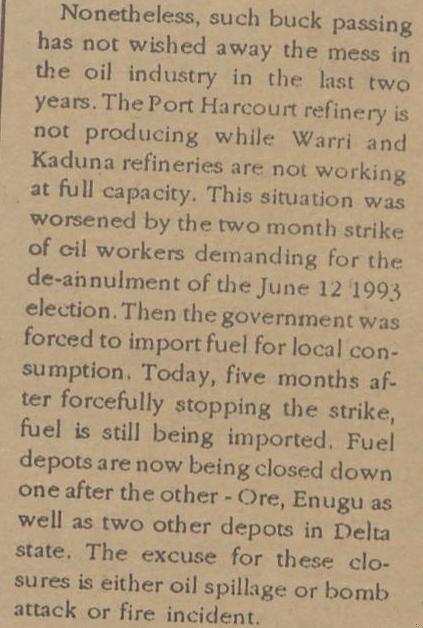 Nonetheless, such buck passing
has not wished away the mess in
the oil industry in the last two
years. The Port Harcourt refinery is
not producing while Warri and
Kaduna refineries are not working
at full capacity. This situation was
worsened by the two month strike
of oil workers demanding for the
de-annulment of the June 12 1993
election. Then the government was
forced to import fuel for local con-
sumption. Today, five months af-
ter forcefully stopping the strike,
fuel is still being imported. Fuel
depots are now being closed down
one after the other - Ore, Enugu as
well as two other depots in Delta
state. The excuse for these clo-
sures is either oil spillage or bomb
attack or fire incident.